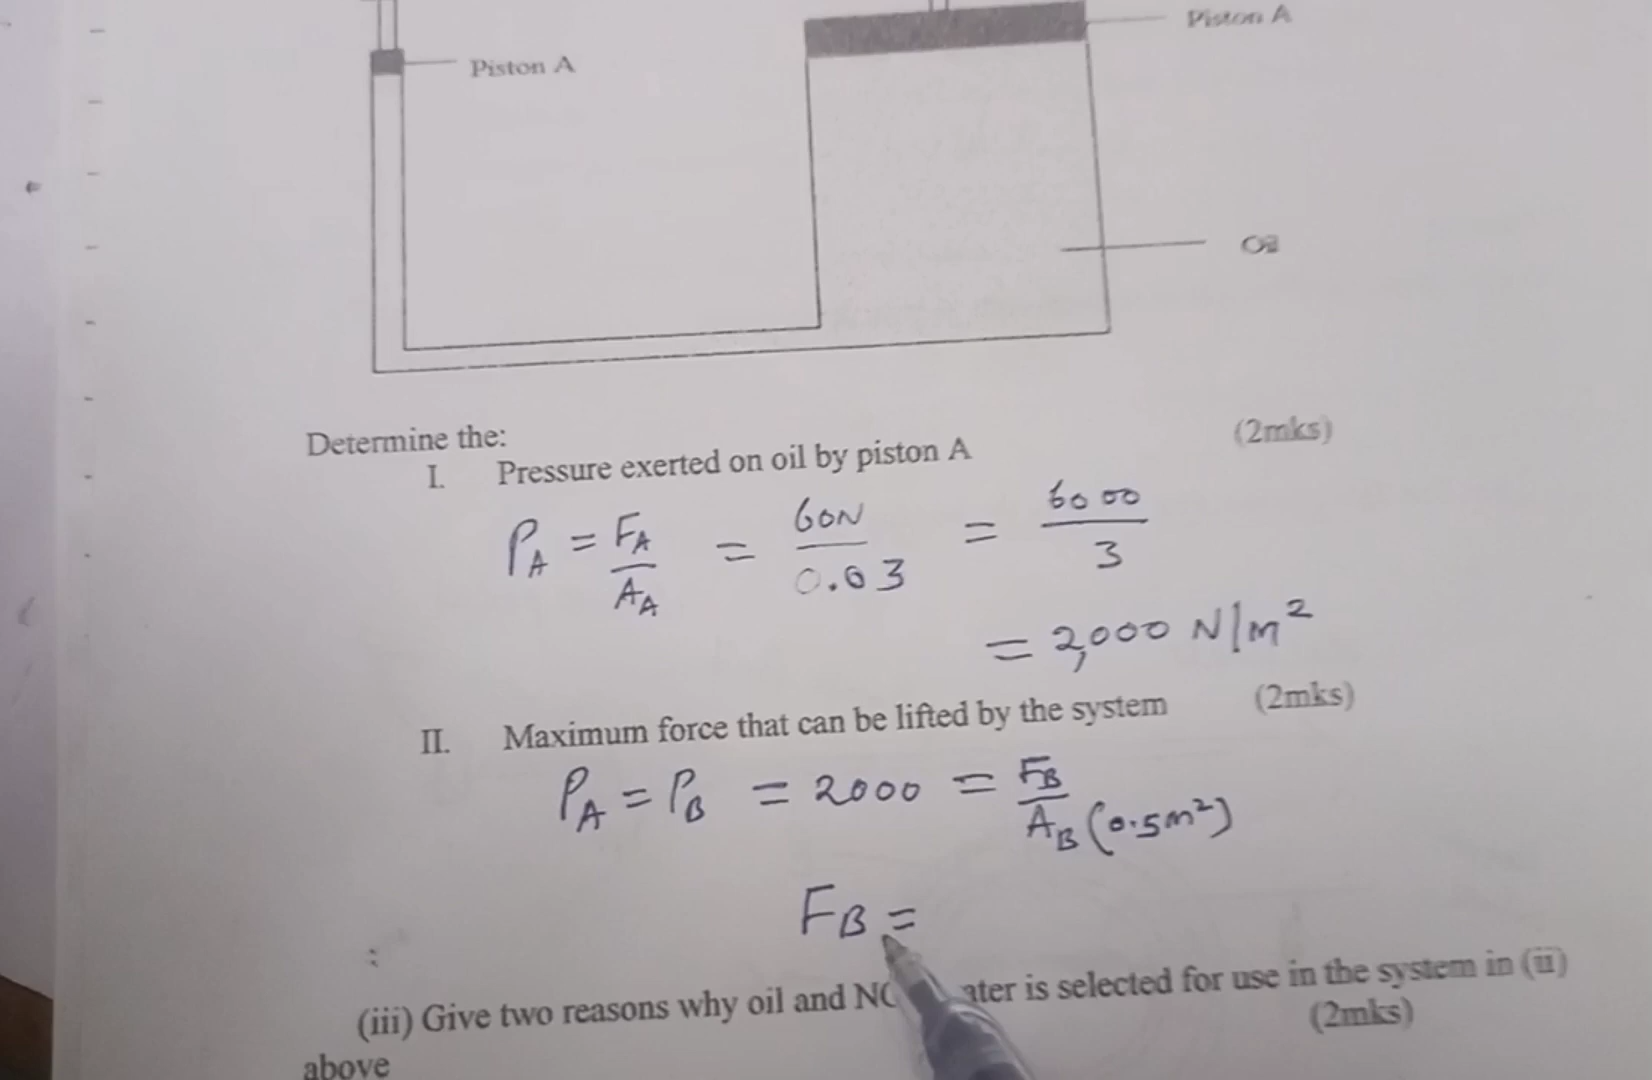 Piston A
Piston A
Oil
Determine the:
I. Pressure exerted on oil by piston A (2mks)
P_A = F_A / A_A = 60N / 0.03 = 6000 / 3
= 2,000 N/m²
II. Maximum force that can be lifted by the system (2mks)
P_A = P_B = 2000 = F_B / A_B (0.5m²)
F_B =
(iii) Give two reasons why oil and ater is selected for use in the system in (ii)
above (2mks)